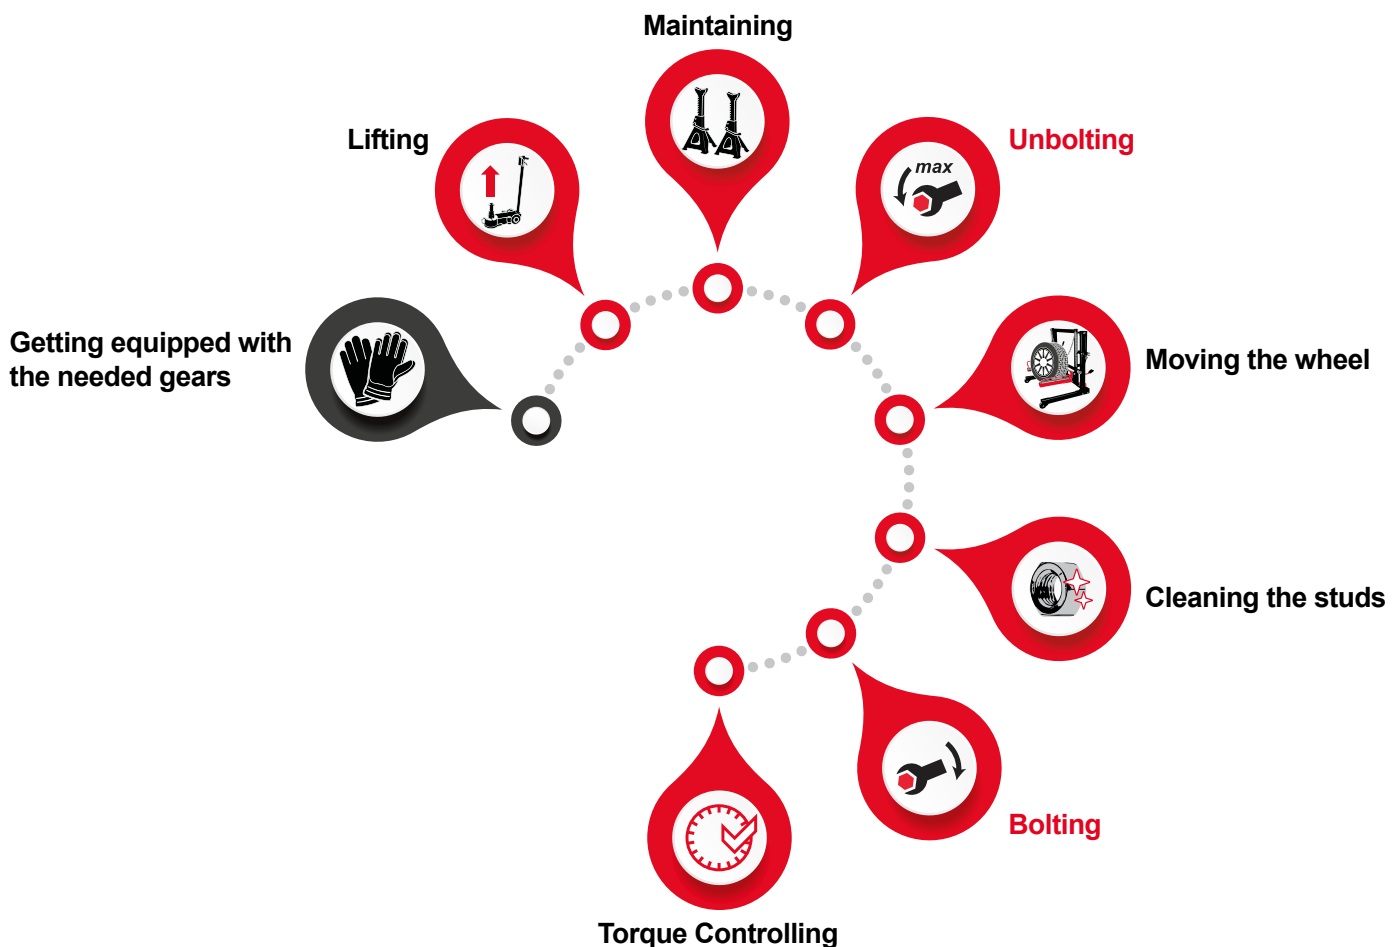 Maintaining
Lifting
Unbolting
max
Getting equipped with
the needed gears
Moving the wheel
Cleaning the studs
Bolting
Torque Controlling